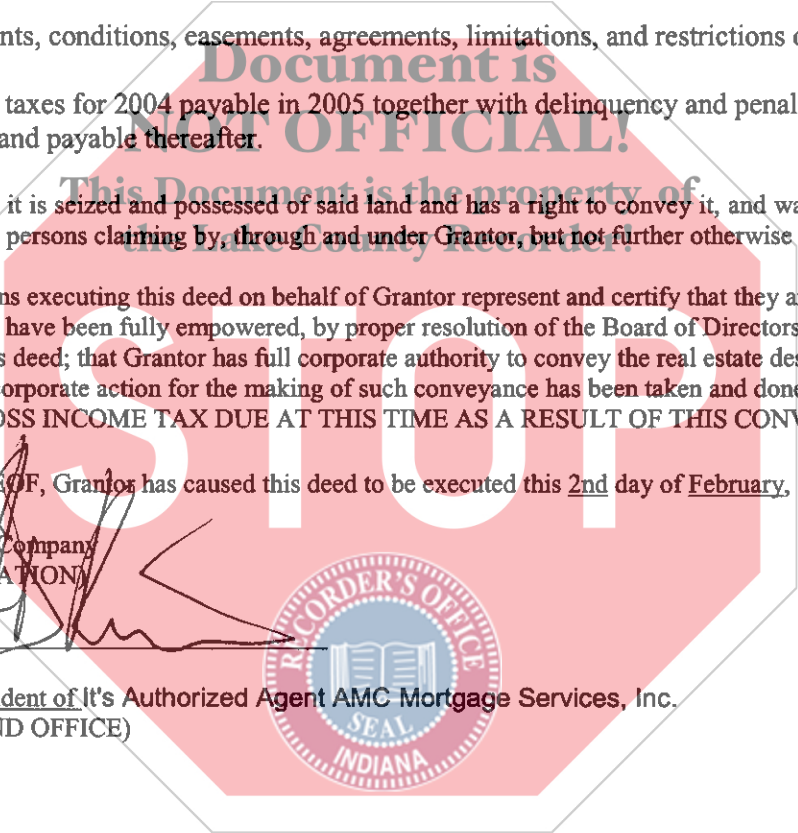 nts, conditions, easements, agreements, limitations, and restrictions
Document is
taxes for 2004 payable in 2005 together with delinquency and penal
NOT OFFICIAL!
and payable thereafter.
This Document is the property of
it is seized and possessed of said land and has a right to convey it, and wa
the Lake County Recorder!
persons claiming by, through and under Grantor, but not further otherwise
ns executing this deed on behalf of Grantor represent and certify that they a
have been fully empowered, by proper resolution of the Board of Directors
s deed; that Grantor has full corporate authority to convey the real estate des
orporate action for the making of such conveyance has been taken and done
OSS INCOME TAX DUE AT THIS TIME AS A RESULT OF THIS CONV
STOP
EOF, Grantor has caused this deed to be executed this 2nd day of February,
Company
ATION)
RECORDER'S OFFICE
SEAL
INDIANA
dent of It's Authorized Agent AMC Mortgage Services, Inc.
ND OFFICE)